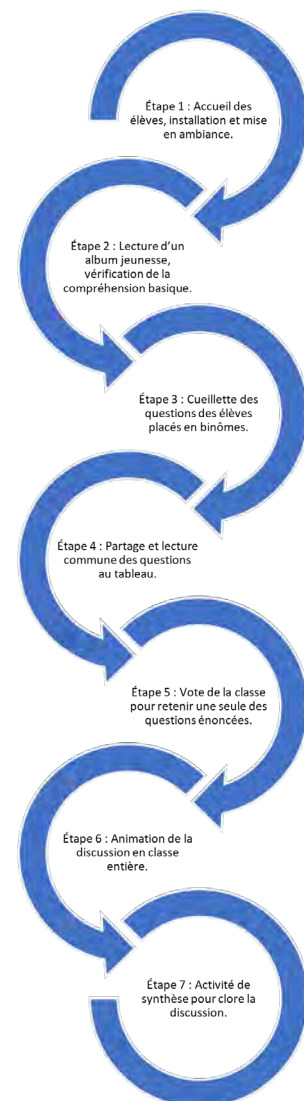 Étape 1 : Accueil des
élèves, installation et mise
en ambiance.
Étape 2 : Lecture d'un
album jeunesse,
vérification de la
compréhension basique.
Étape 3 : Cueillette des
questions des élèves
placés en binômes.
Étape 4 : Partage et lecture
commune des questions
au tableau.
Étape 5 : Vote de la classe
pour retenir une seule des
questions énoncées.
Étape 6 : Animation de la
discussion en classe
entière.
Étape 7 : Activité de
synthèse pour clore la
discussion.